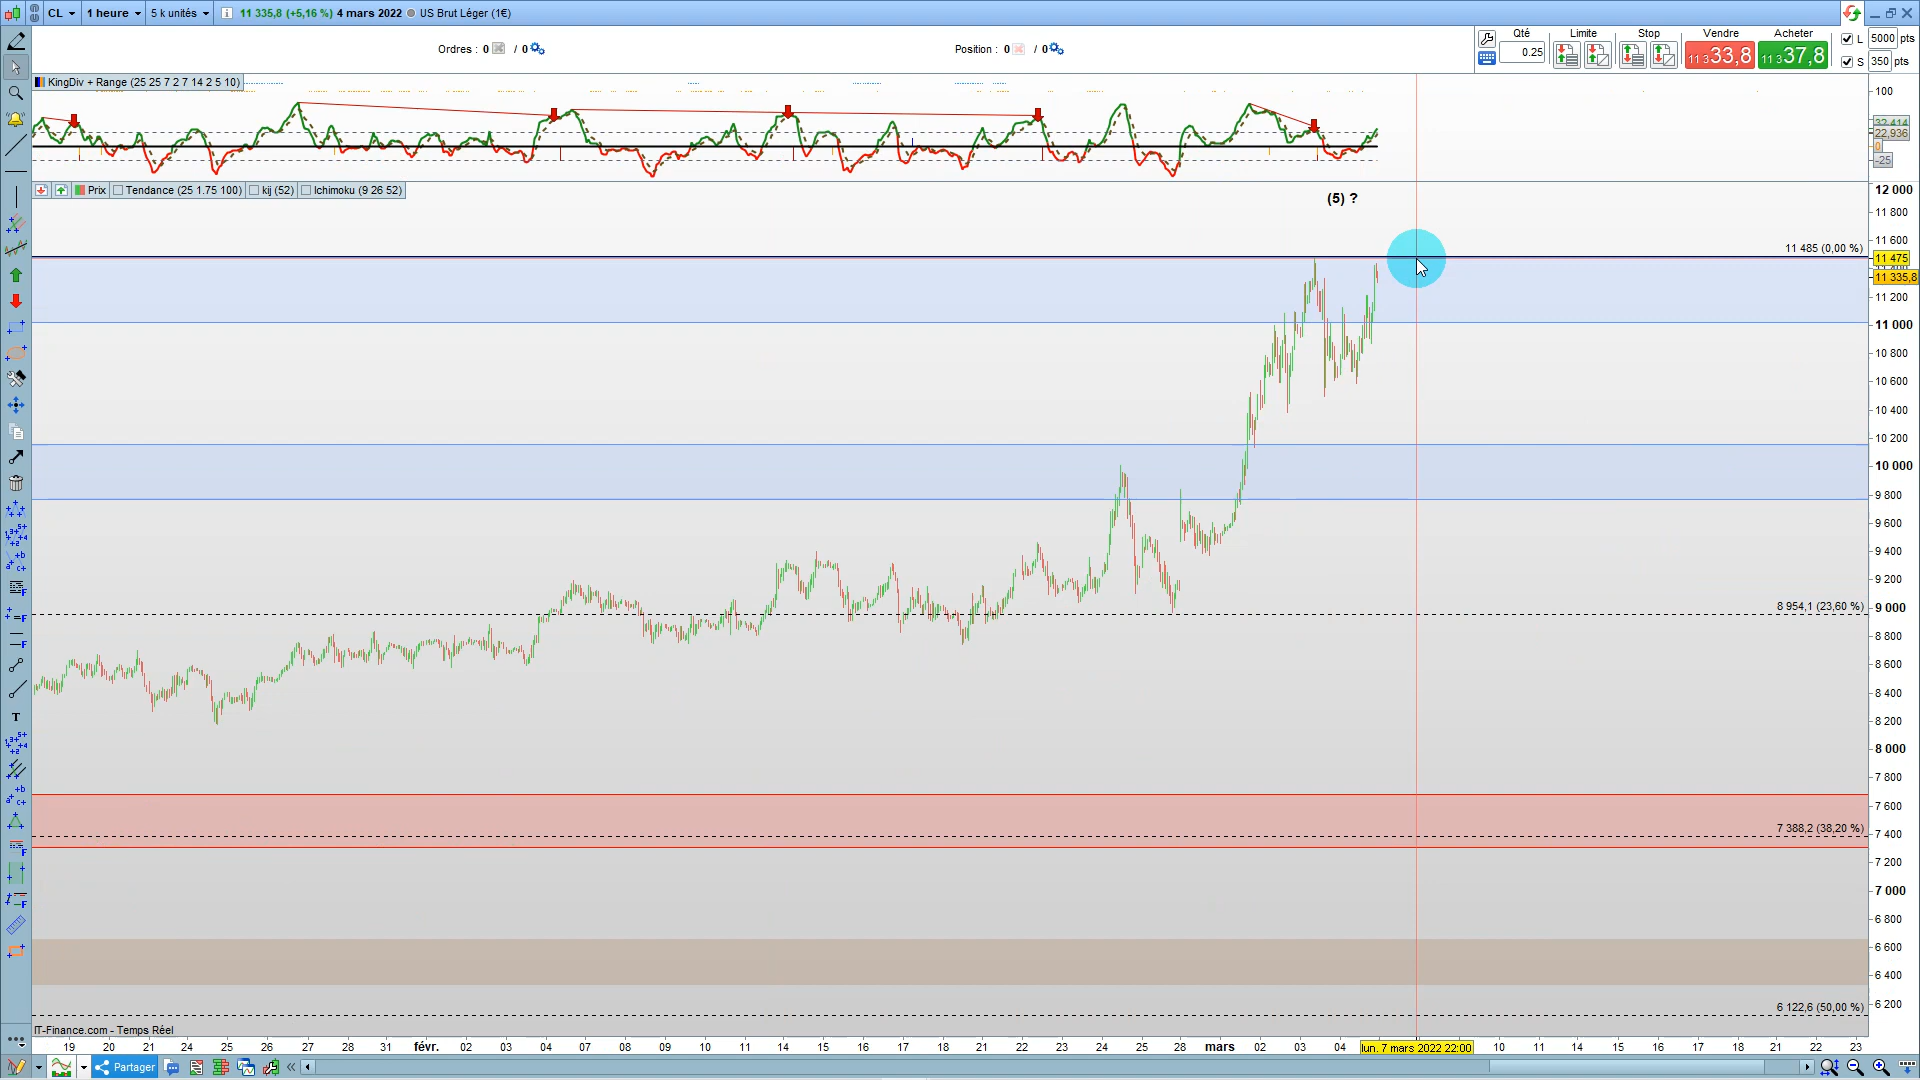 CL 1 heure 5 k unités 11 335,8 (+5,16 %) 4 mars 2022 US Brut Léger (1€)
Ordres : 0 / 0 Position : 0 / 0
Qté Limite Stop Vendre Acheter
L 5000 pts
0.25 11 333,8 11 337,8
S 350 pts
KingDiv + Range (25 25 7 2 7 14 2 5 10)
100
32,414
22,936
0
-25
Prix Tendance (25 1.75 100) kij (52) Ichimoku (9 26 52)
(5) ?
12 000
11 800
11 600
11 485 (0,00 %)
11 475
11 335,8
11 200
11 000
10 800
10 600
10 400
10 200
10 000
9 800
9 600
9 400
9 200
8 954,1 (23,60 %)
9 000
8 800
8 600
8 400
8 200
8 000
7 800
7 600
7 388,2 (38,20 %)
7 400
7 200
7 000
6 800
6 600
6 400
6 122,6 (50,00 %)
6 200
IT-Finance.com - Temps Réel
19 20 21 24 25 26 27 28 31 févr. 02 03 04 07 08 09 10 11 14 15 16 17 18 21 22 23 24 25 28 mars 02 03 04 lun. 7 mars 2022 22:00 10 11 14 15 16 17 18 21 22 23
Partager